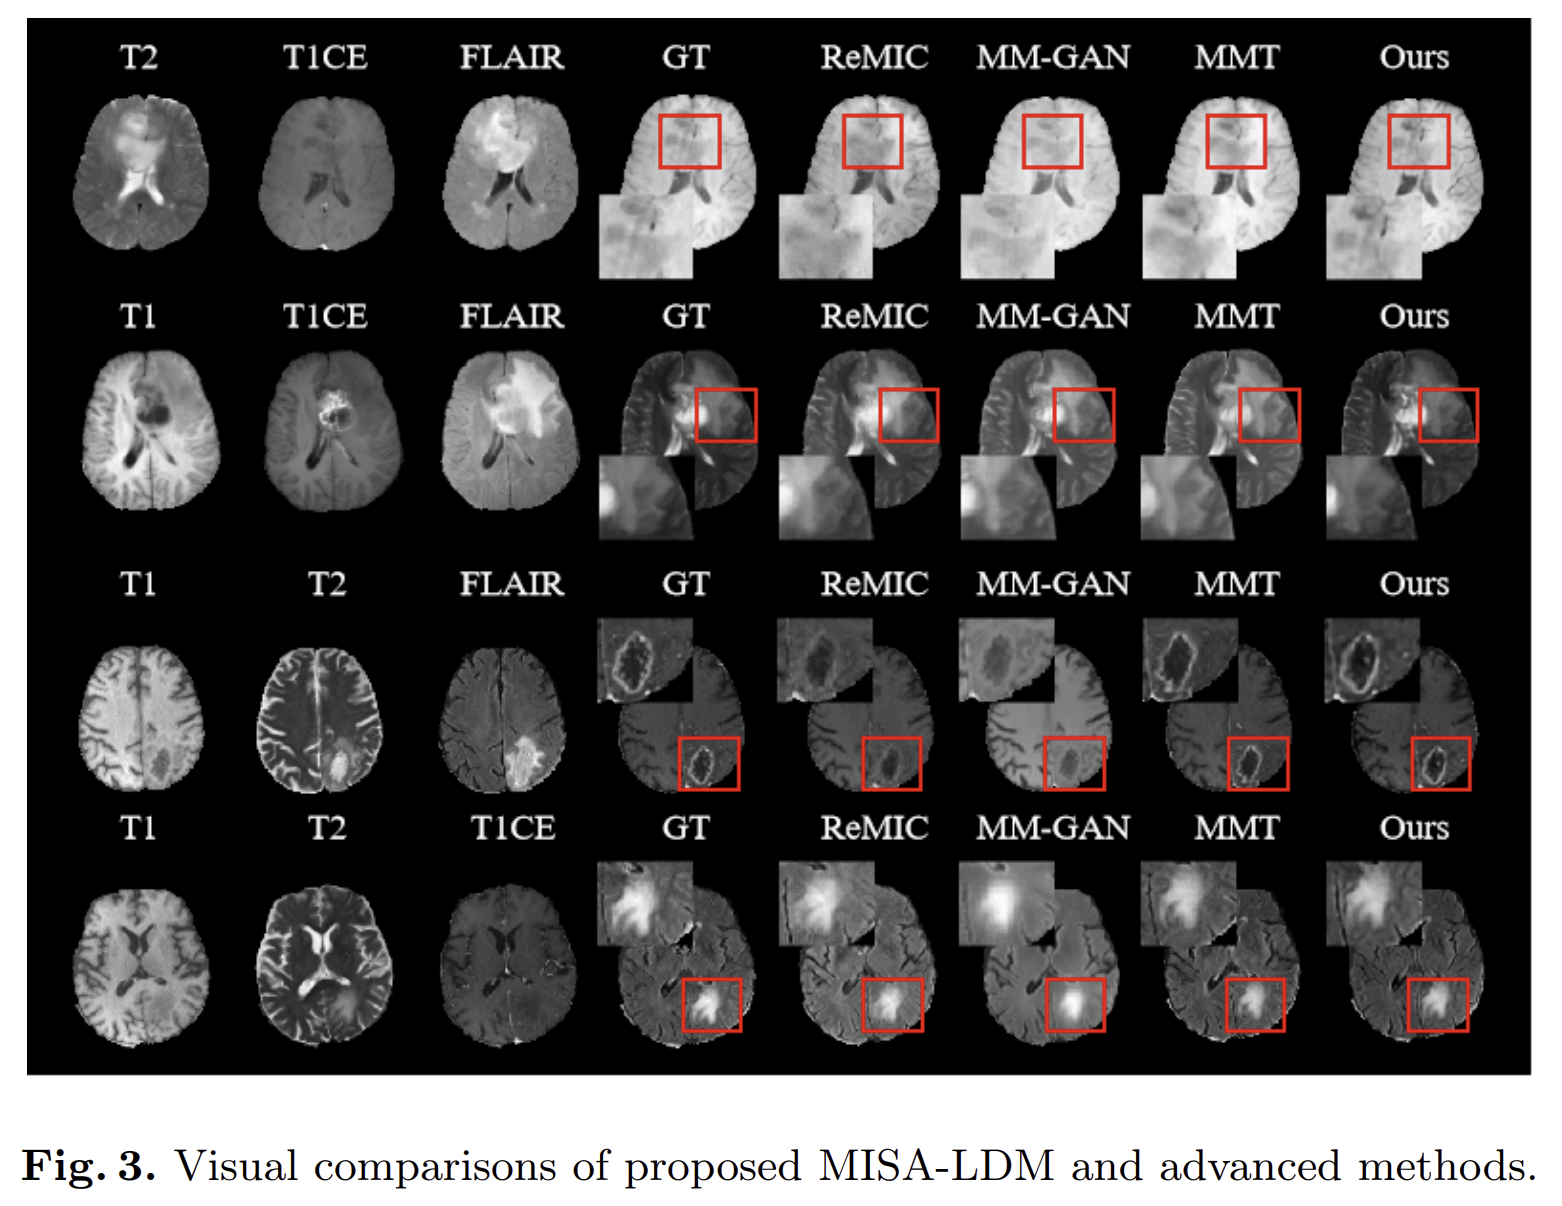 T2 T1CE FLAIR GT ReMIC MM-GAN MMT Ours
T1 T1CE FLAIR GT ReMIC MM-GAN MMT Ours
T1 T2 FLAIR GT ReMIC MM-GAN MMT Ours
T1 T2 T1CE GT ReMIC MM-GAN MMT Ours
Fig. 3. Visual comparisons of proposed MISA-LDM and advanced methods.